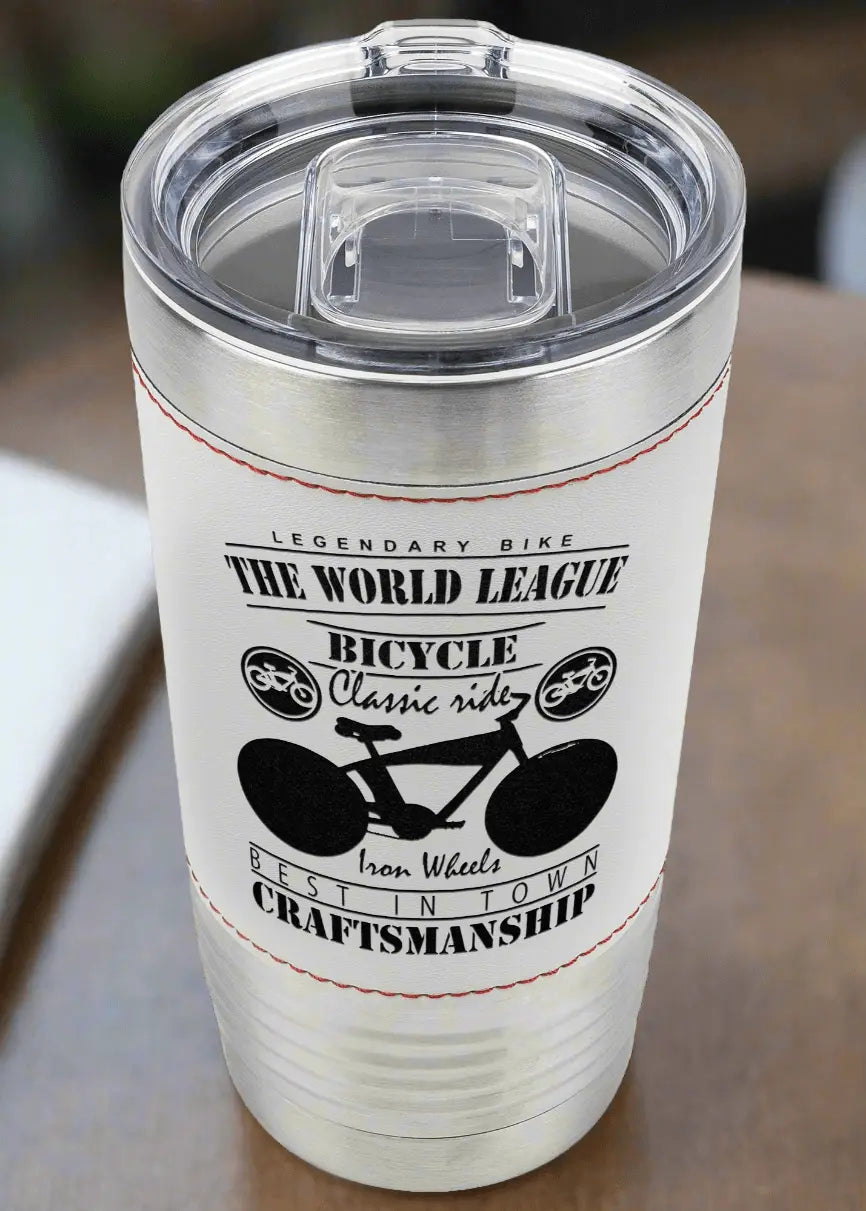 LEGENDARY BIKE
THE WORLD LEAGUE
BICYCLE
Classic ride
Iron Wheels
BEST IN TOWN
CRAFTSMANSHIP